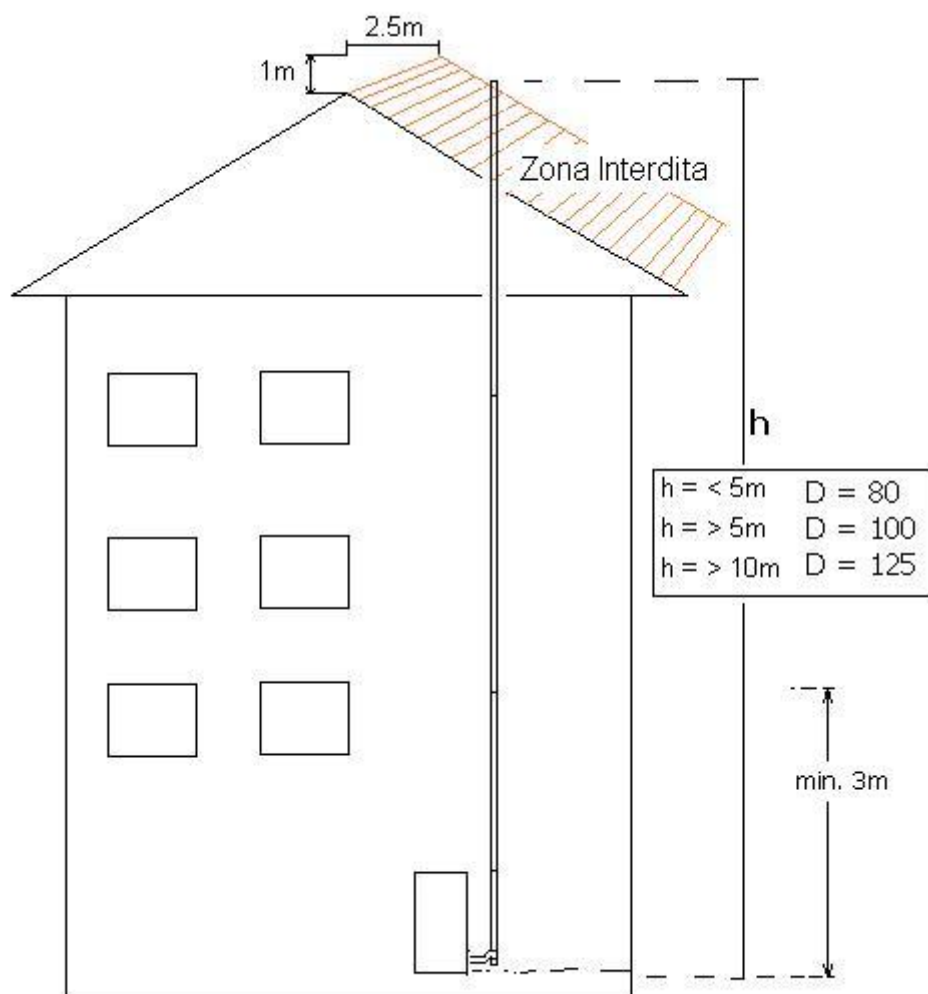 2.5m
1m
Zona Interdita
h
h = < 5m D = 80
h = > 5m D = 100
h = > 10m D = 125
min. 3m